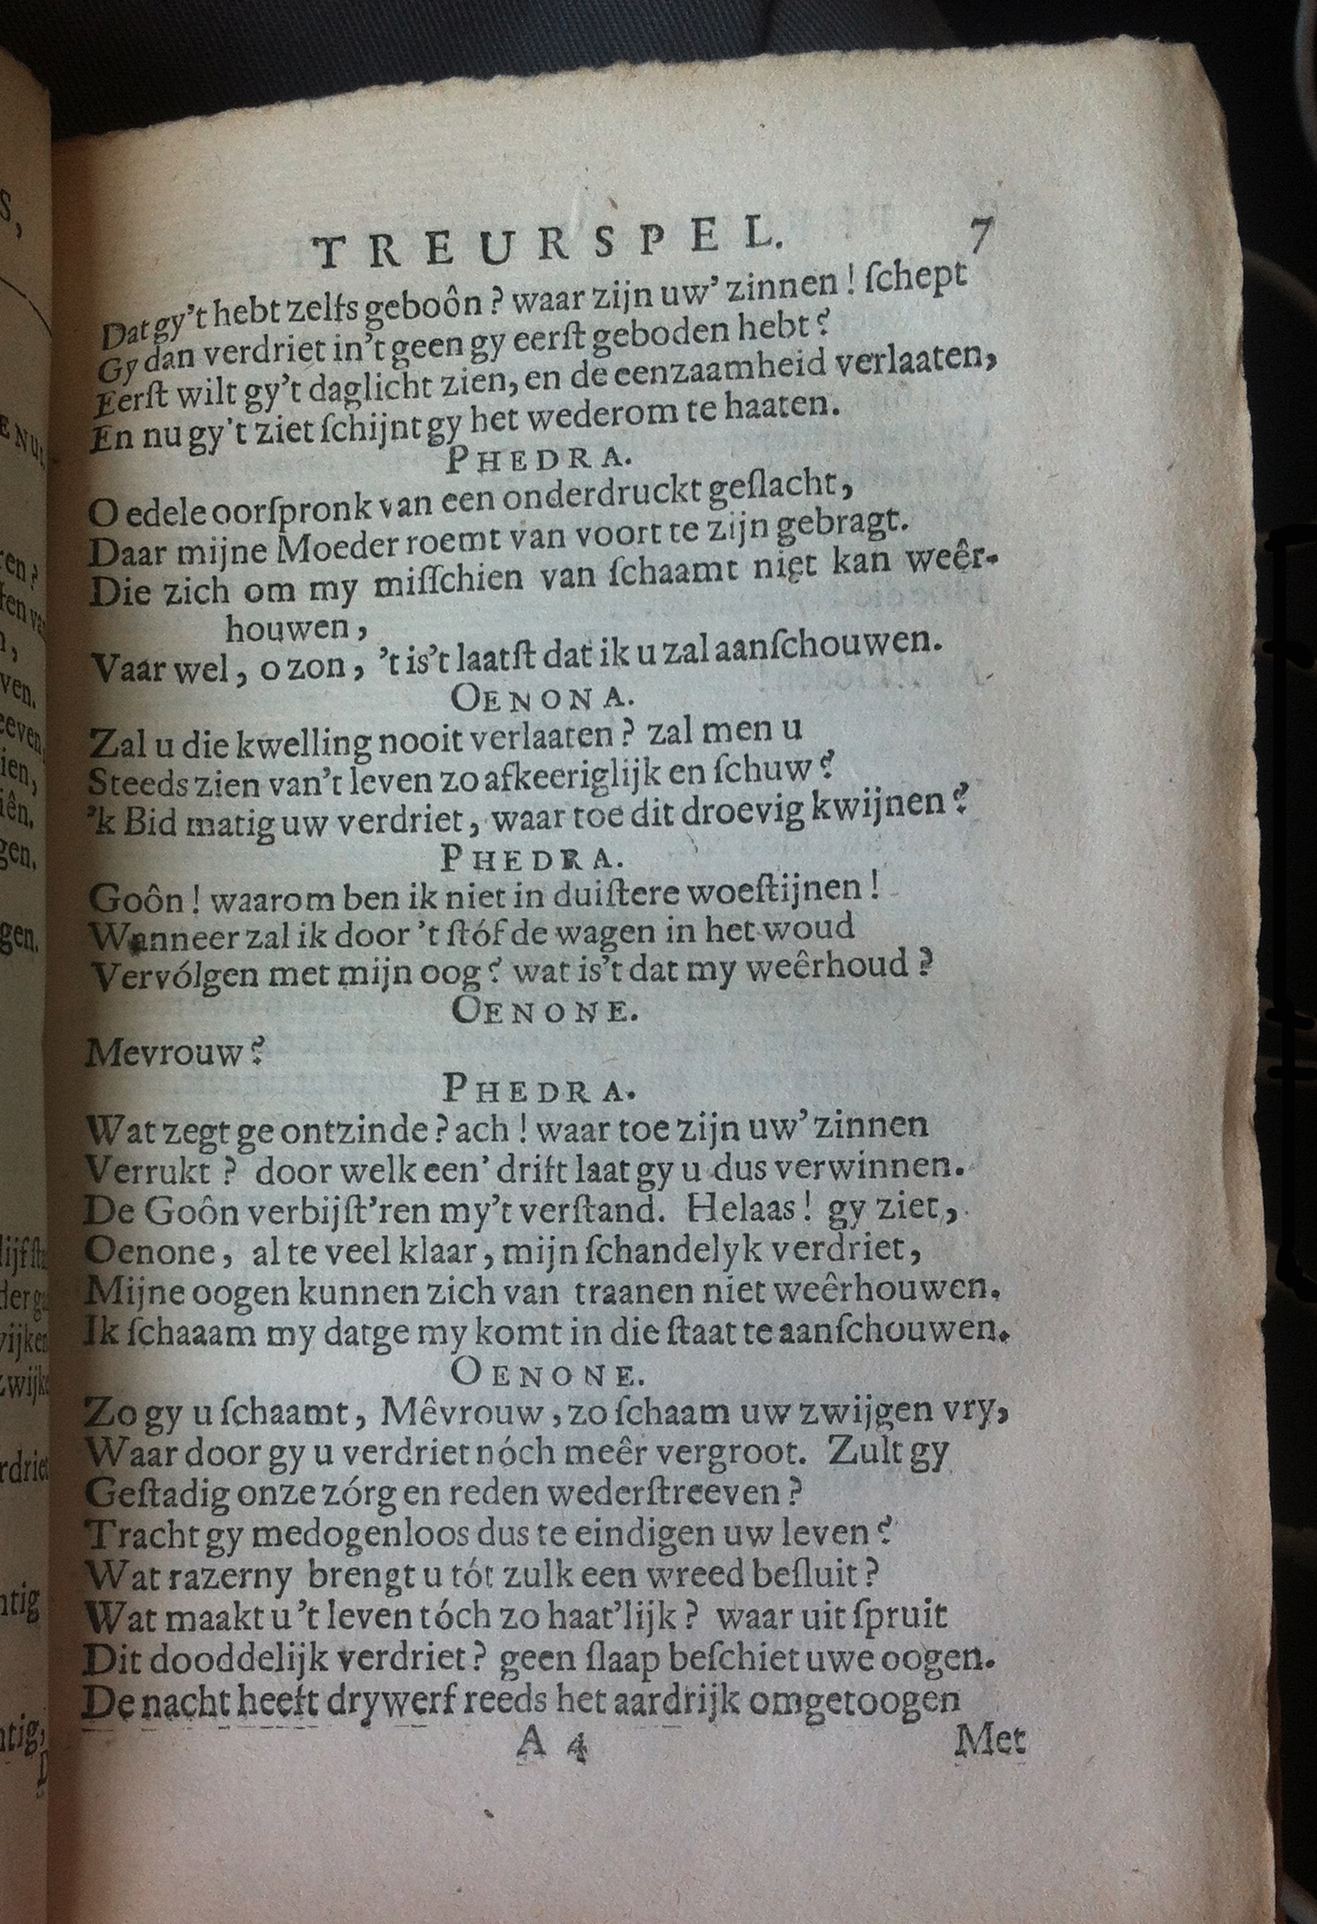 TREURSPEL. 7
Dat gy't hebt zelfs geboôn? waar zijn uw' zinnen! ſchept
Gy dan verdriet in't geen gy eerſt geboden hebt?
Eerſt wilt gy't daglicht zien, en de eenzaamheid verlaaten,
En nu gy't ziet ſchijnt gy het wederom te haaten.
PHEDRA.
O edele oorſpronk van een onderdruckt geſlacht,
Daar mijne Moeder roemt van voort te zijn gebragt.
Die zich om my miſſchien van ſchaamt niet kan weêr-
houwen,
Vaar wel, o zon, 't is't laatſt dat ik u zal aanſchouwen.
OENONA.
Zal u die kwelling nooit verlaaten? zal men u
Steeds zien van't leven zo afkeeriglijk en ſchuw?
'k Bid matig uw verdriet, waar toe dit droevig kwijnen?
PHEDRA.
Goôn! waarom ben ik niet in duiſtere woeſtijnen!
Wanneer zal ik door 't ſtóf de wagen in het woud
Vervólgen met mijn oog? wat is't dat my weêrhoud?
OENONE.
Mevrouw?
PHEDRA.
Wat zegt ge ontzinde? ach! waar toe zijn uw' zinnen
Verrukt? door welk een' drift laat gy u dus verwinnen.
De Goôn verbijſt'ren my't verſtand. Helaas! gy ziet,
Oenone, al te veel klaar, mijn ſchandelyk verdriet,
Mijne oogen kunnen zich van traanen niet weêrhouwen.
Ik ſchaaam my datge my komt in die ſtaat te aanſchouwen.
OENONE.
Zo gy u ſchaamt, Mêvrouw, zo ſchaam uw zwijgen vry,
Waar door gy u verdriet nóch meêr vergroot. Zult gy
Geſtadig onze zórg en reden wederſtreeven?
Tracht gy medogenloos dus te eindigen uw leven?
Wat razerny brengt u tót zulk een wreed beſluit?
Wat maakt u 't leven tóch zo haat'lijk? waar uit ſpruit
Dit dooddelijk verdriet? geen ſlaap beſchiet uwe oogen.
De nacht heeft drywerf reeds het aardrijk omgetoogen
A 4 Met